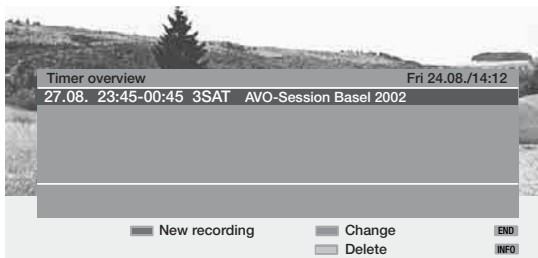 Timer overview Fri 24.08./14:12
27.08. 23:45-00:45 3SAT AVO-Session Basel 2002
New recording Change END
Delete INFO